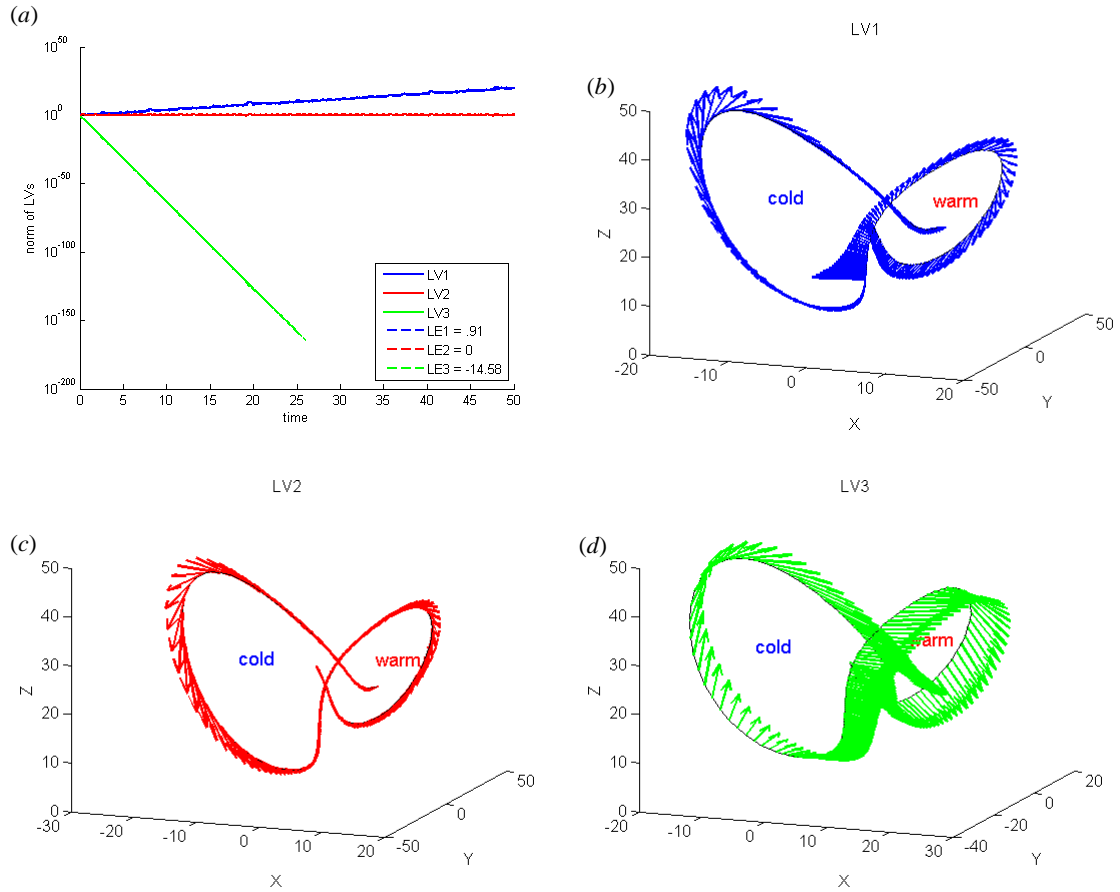 (a)
10^50
10^0
10^-50
10^-100
10^-150
10^-200
norm of LVs
0 5 10 15 20 25 30 35 40 45 50
time
LV1
LV2
LV3
LE1 = .91
LE2 = 0
LE3 = -14.58
LV1
(b)
50
40
30
20
10
0
Z
cold
warm
-20 -10 0 10 20
X
-50 0 50
Y
LV2
(c)
50
40
30
20
10
0
Z
cold
warm
-30 -20 -10 0 10 20
X
-50 0 50
Y
LV3
(d)
50
40
30
20
10
0
Z
cold
warm
-30 -20 -10 0 10 20 30
X
-40 -20 0 20
Y